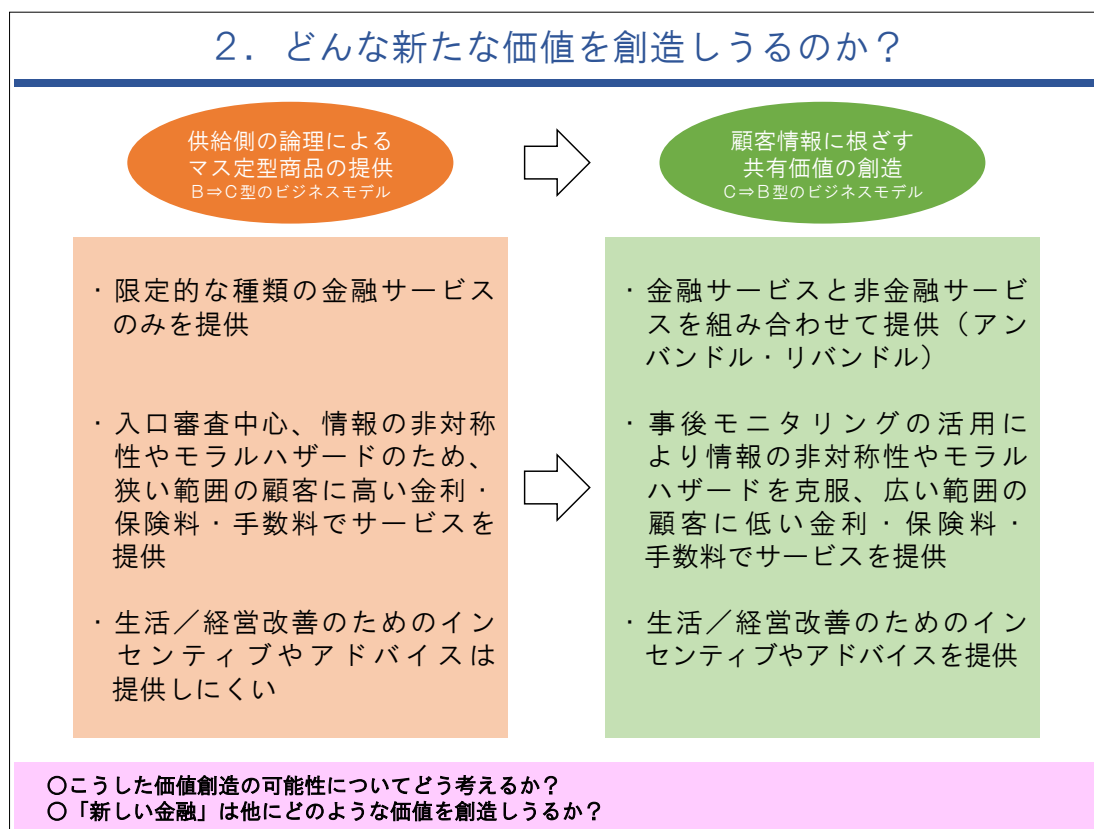 ２．どんな新たな価値を創造しうるのか？
供給側の論理による
マス定型商品の提供
Ｂ⇒Ｃ型のビジネスモデル
顧客情報に根ざす
共有価値の創造
Ｃ⇒Ｂ型のビジネスモデル
・限定的な種類の金融サービス
のみを提供
・入口審査中心、情報の非対称
性やモラルハザードのため、
狭い範囲の顧客に高い金利・
保険料・手数料でサービスを
提供
・生活／経営改善のためのイン
センティブやアドバイスは
提供しにくい
・金融サービスと非金融サービ
スを組み合わせて提供（アン
バンドル・リバンドル）
・事後モニタリングの活用に
より情報の非対称性やモラル
ハザードを克服、広い範囲の
顧客に低い金利・保険料・
手数料でサービスを提供
・生活／経営改善のためのイン
センティブやアドバイスを提供
〇こうした価値創造の可能性についてどう考えるか？
〇「新しい金融」は他にどのような価値を創造しうるか？